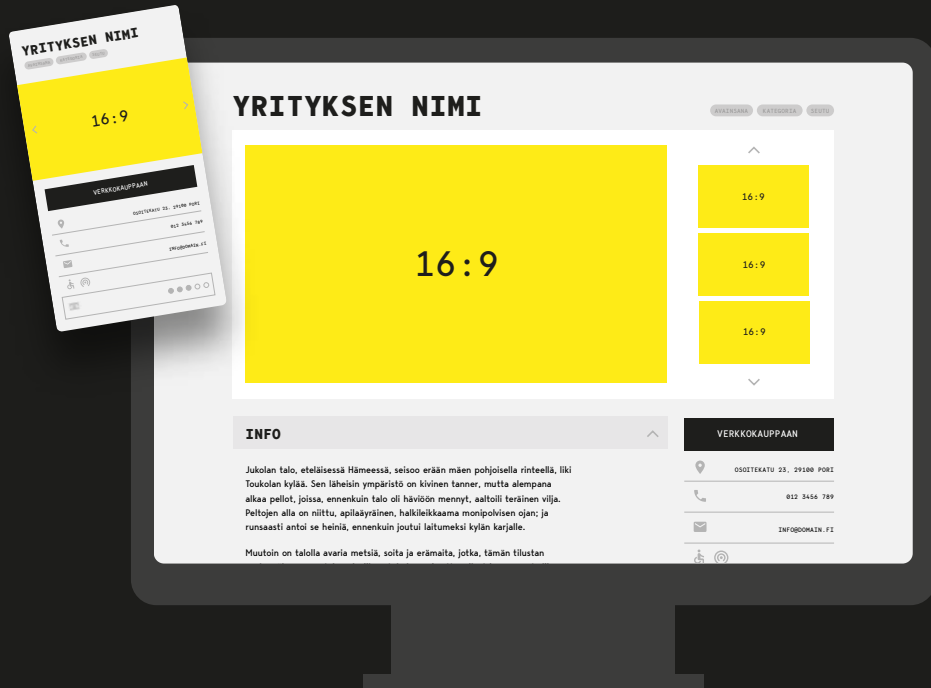 YRITYKSEN NIMI
AVAINSANA KATEGORIA SEUTU
16:9
VERKKOKAUPPAAN
OSOITEKATU 23, 29100 PORI
012 3456 789
INFO@DOMAIN.FI
YRITYKSEN NIMI
AVAINSANA KATEGORIA SEUTU
16:9
16:9
16:9
16:9
INFO
Jukolan talo, eteläisessä Hämeessä, seisoo erään mäen pohjoisella rinteellä, liki
Toukolan kylää. Sen läheisin ympäristö on kivinen tanner, mutta alempana
alkaa pellot, joissa, ennenkuin talo oli häviöön mennyt, aaltoili teräinen vilja.
Peltojen alla on niittu, apilaäyräinen, halkileikkaama monipolvisen ojan; ja
runsaasti antoi se heiniä, ennenkuin joutui laitumeksi kylän karjalle.
Muutoin on talolla avaria metsiä, soita ja erämaita, jotka, tämän tilustan
VERKKOKAUPPAAN
OSOITEKATU 23, 29100 PORI
012 3456 789
INFO@DOMAIN.FI